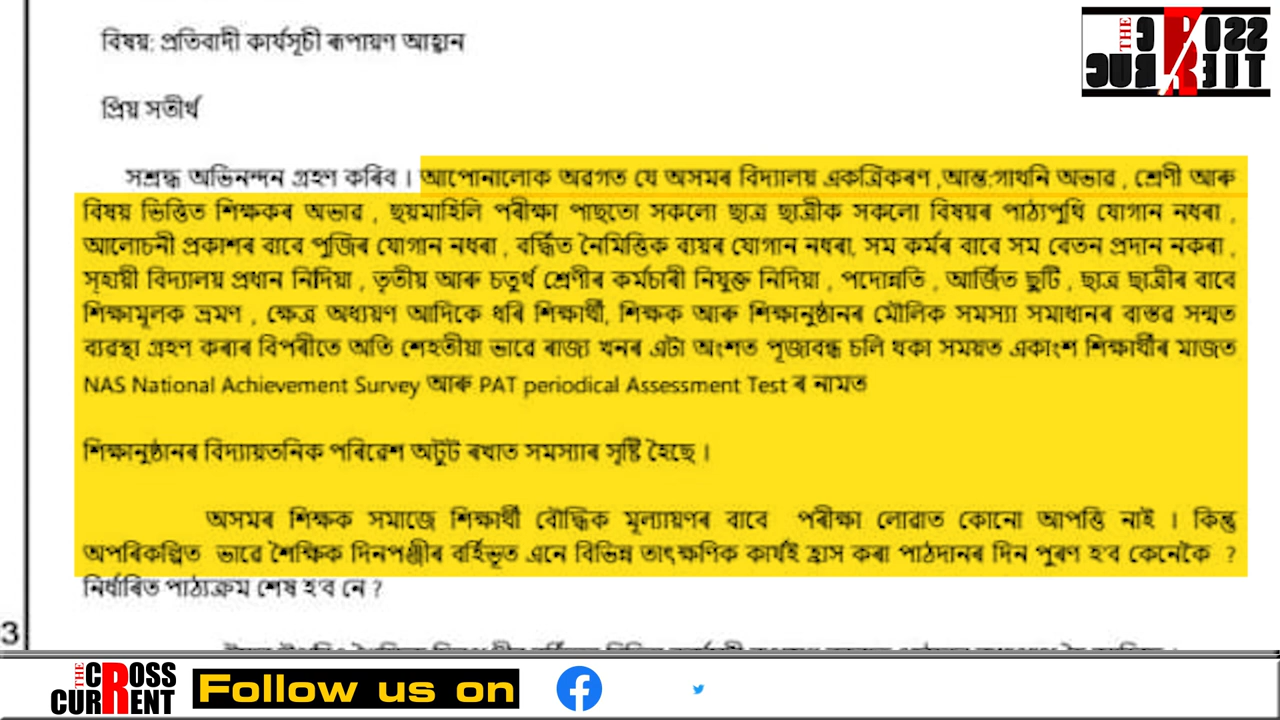 বিষয়: প্ৰতিবাদী কাৰ্যসূচী ৰূপায়ণ আহ্বান
THE CROSS CURRENT
প্ৰিয় সতীৰ্থ
সশ্ৰদ্ধ অভিনন্দন গ্ৰহণ কৰিব । আপোনালোক অৱগত যে অসমৰ বিদ্যালয় একত্ৰিকৰণ ,আন্ত:গাথনি অভাৱ , শ্ৰেণী আৰু
বিষয় ভিত্তিত শিক্ষকৰ অভাৱ , ছয়মাহিলি পৰীক্ষা পাছতো সকলো ছাত্ৰ ছাত্ৰীক সকলো বিষয়ৰ পাঠ্যপুথি যোগান নধৰা ,
আলোচনী প্ৰকাশৰ বাবে পুজিৰ যোগান নধৰা , বৰ্দ্ধিত নৈমিত্তিক ব্যয়ৰ যোগান নধৰা, সম কৰ্মৰ বাবে সম বেতন প্ৰদান নকৰা ,
স্হায়ী বিদ্যালয় প্ৰধান নিদিয়া , তৃতীয় আৰু চতুৰ্থ শ্ৰেণীৰ কৰ্মচাৰী নিযুক্ত নিদিয়া , পদোন্নতি , আৰ্জিত ছুটি , ছাত্ৰ ছাত্ৰীৰ বাবে
শিক্ষামূলক ভ্ৰমণ , ক্ষেত্ৰ অধ্যয়ণ আদিকে ধৰি শিক্ষাৰ্থী, শিক্ষক আৰু শিক্ষানুষ্ঠানৰ মৌলিক সমস্যা সমাধানৰ বাস্তৱ সন্মত
ব্যৱস্থা গ্ৰহণ কৰাৰ বিপৰীতে অতি শেহতীয়া ভাৱে ৰাজ্য খনৰ এটা অংশত পূজাবন্ধ চলি থকা সময়ত একাংশ শিক্ষাৰ্থীৰ মাজত
NAS National Achievement Survey আৰু PAT periodical Assessment Test ৰ নামত
শিক্ষানুষ্ঠানৰ বিদ্যায়তনিক পৰিৱেশ অটুট ৰখাত সমস্যাৰ সৃষ্টি হৈছে ।
অসমৰ শিক্ষক সমাজে শিক্ষাৰ্থী বৌদ্ধিক মূল্যায়ণৰ বাবে পৰীক্ষা লোৱাত কোনো আপত্তি নাই । কিন্তু
অপৰিকল্পিত ভাৱে শৈক্ষিক দিনপঞ্জীৰ বৰ্হিভূত এনে বিভিন্ন তাৎক্ষণিক কাৰ্যই হ্ৰাস কৰা পাঠদানৰ দিন পুৰণ হ'ব কেনেকৈ ?
নিৰ্ধাৰিত পাঠ্যক্ৰম শেষ হ'ব নে ?
3
THE CROSS CURRENT
Follow us on